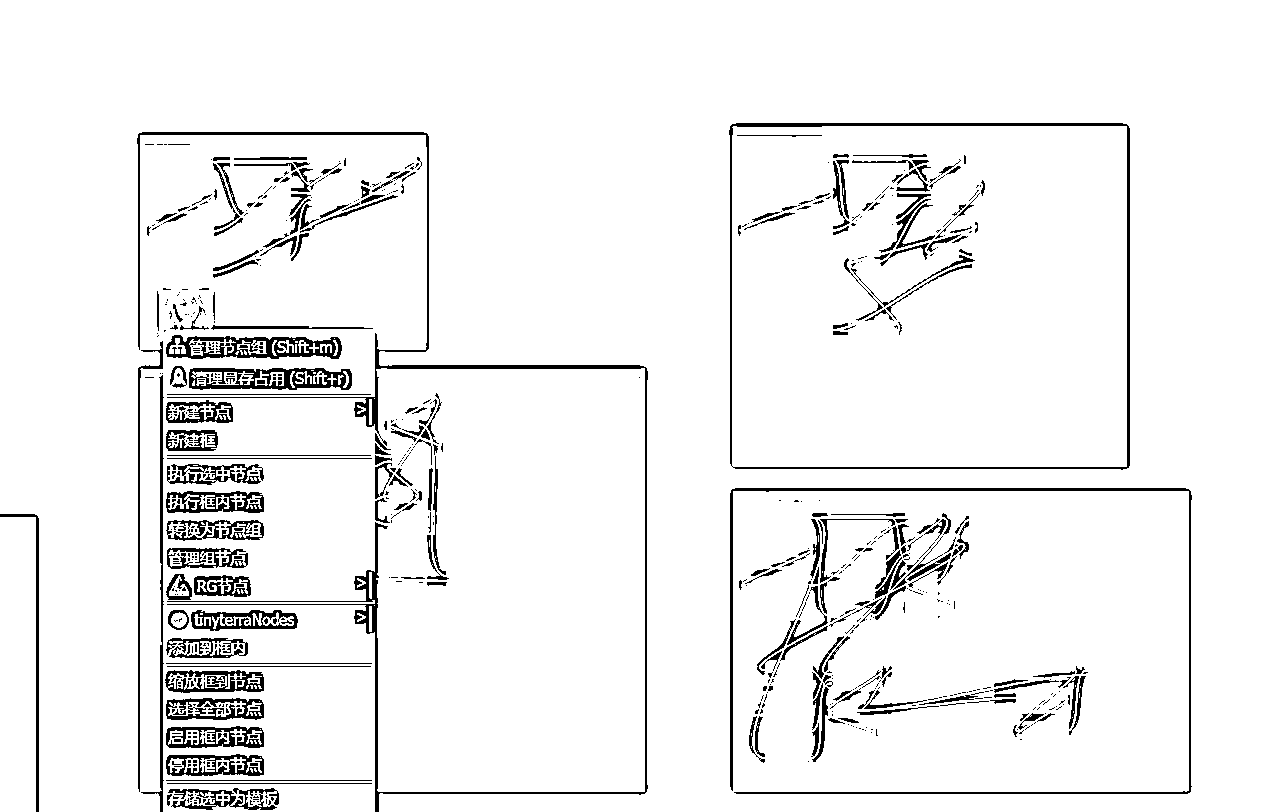 管理节点组 (Shift+m)
清理显存占用 (Shift+r)
新建节点
新建框
执行选中节点
执行框内节点
转换为节点组
管理组节点
RG节点
tinyterraNodes
添加到框内
缩放框到节点
选择全部节点
启用框内节点
停用框内节点
存储选中为模板